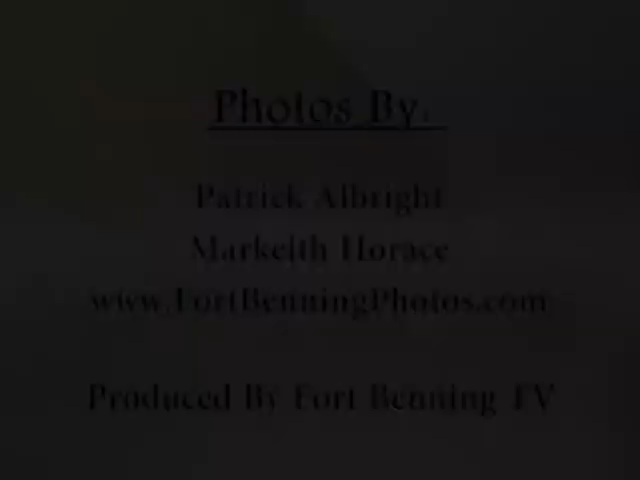 Photos By:
Patrick Albright
Markeith Horace
www.FortBenningPhotos.com
Produced By Fort Benning TV